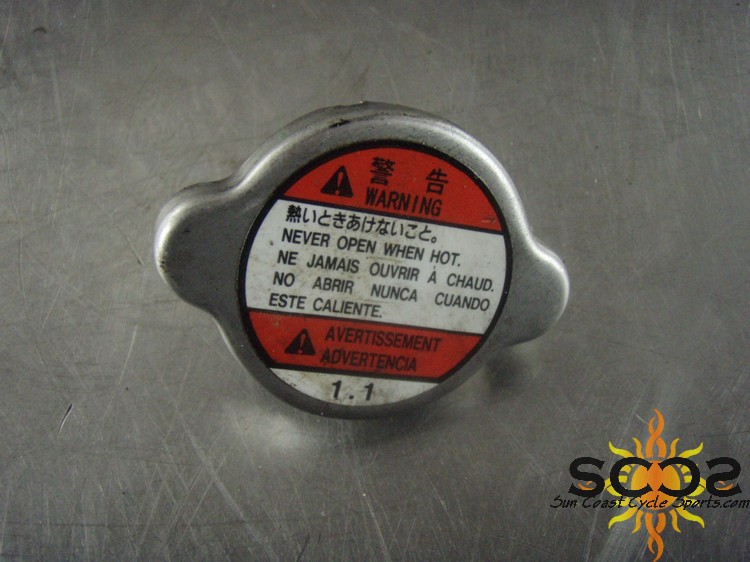 警告
WARNING
熱いときあけないこと。
NEVER OPEN WHEN HOT.
NE JAMAIS OUVRIR À CHAUD.
NO ABRIR NUNCA CUANDO
ESTE CALIENTE.
AVERTISSEMENT
ADVERTENCIA
1.1
SCCS
Sun Coast Cycle Sports.com